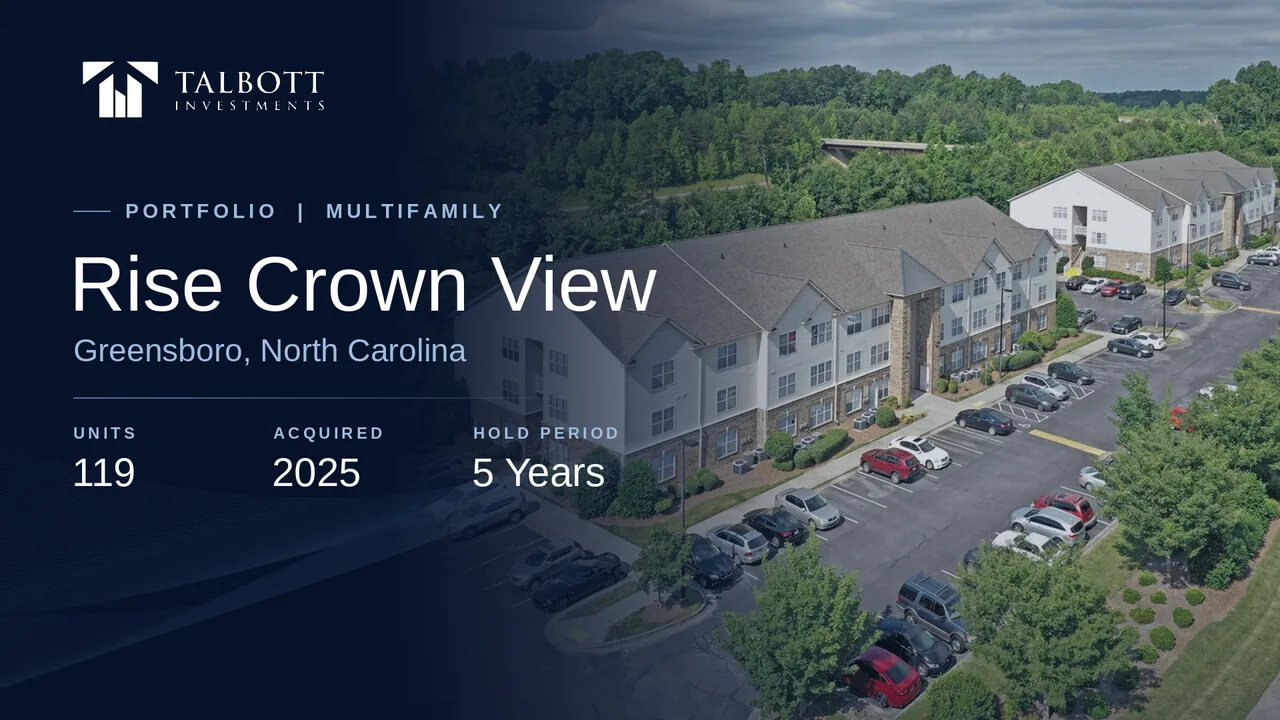 TALBOTT
INVESTMENTS
PORTFOLIO | MULTIFAMILY
Rise Crown View
Greensboro, North Carolina
UNITS ACQUIRED HOLD PERIOD
119 2025 5 Years